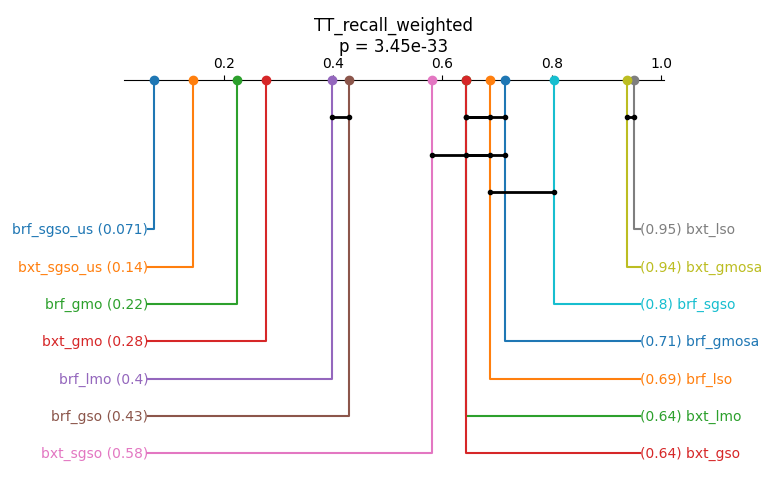 TT_recall_weighted
p = 3.45e-33
0.2 0.4 0.6 0.8 1.0
brf_sgso_us (0.071) (0.95) bxt_lso
bxt_sgso_us (0.14) (0.94) bxt_gmosa
brf_gmo (0.22) (0.8) brf_sgso
bxt_gmo (0.28) (0.71) brf_gmosa
brf_lmo (0.4) (0.69) brf_lso
brf_gso (0.43) (0.64) bxt_lmo
bxt_sgso (0.58) (0.64) bxt_gso